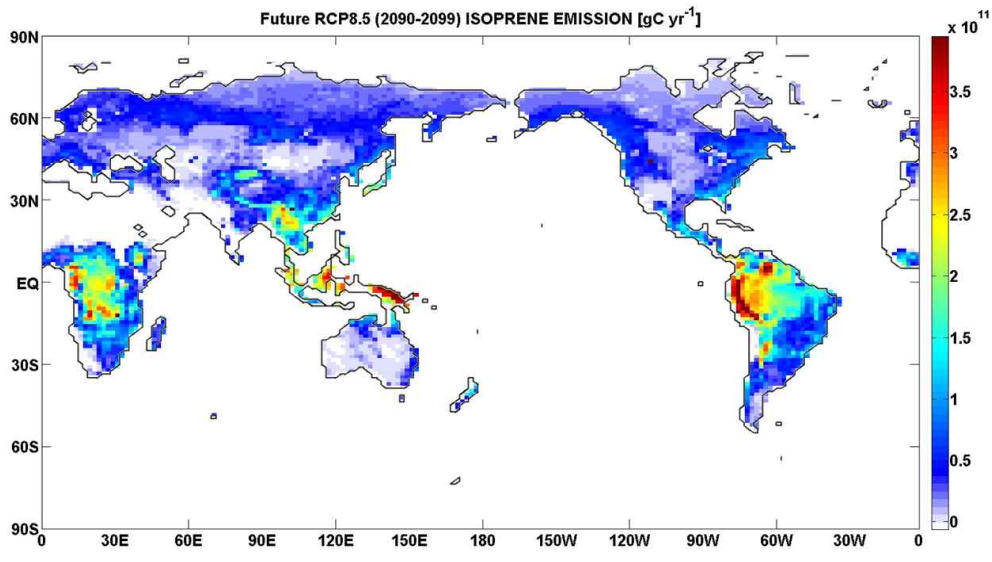 Future RCP8.5 (2090-2099) ISOPRENE EMISSION [gC yr-1]
x 10^11
90N
60N
30N
EQ
30S
60S
90S
0 30E 60E 90E 120E 150E 180 150W 120W 90W 60W 30W 0
3.5
3
2.5
2
1.5
1
0.5
0